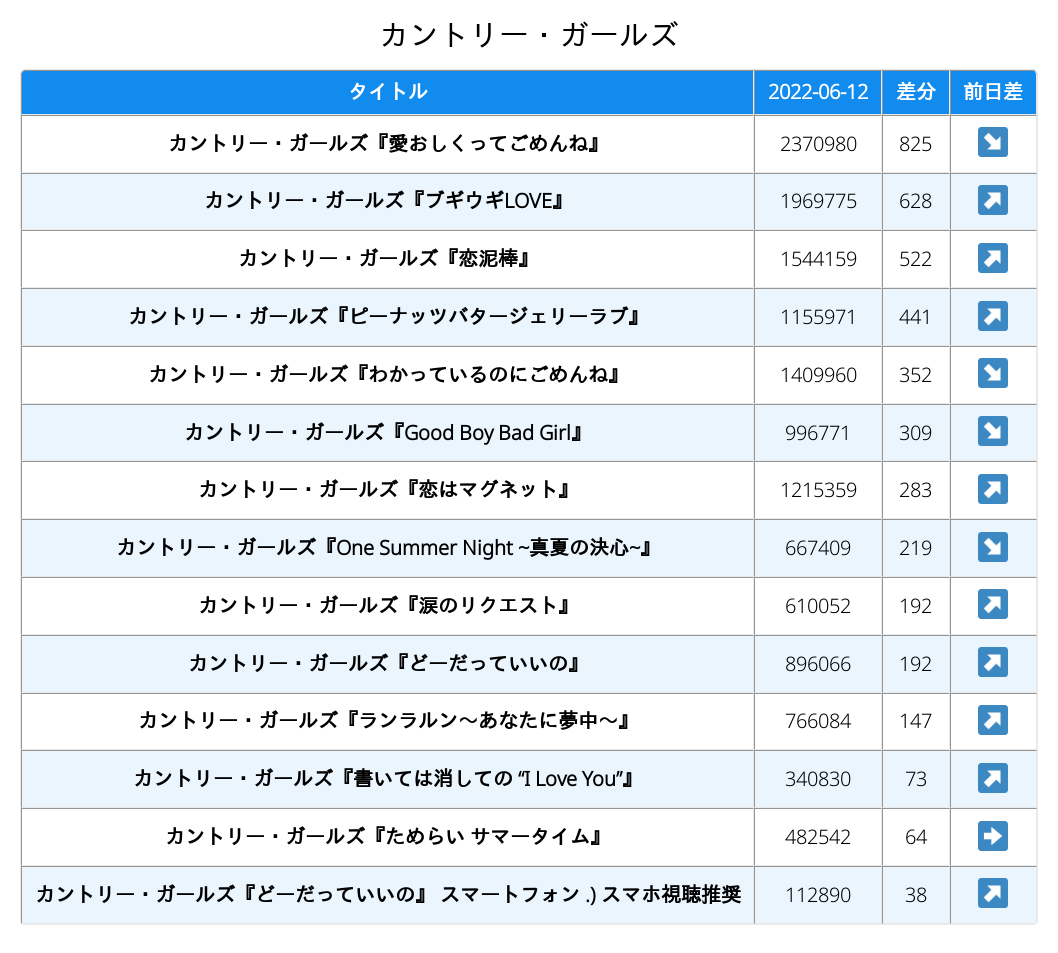 カントリー・ガールズ
タイトル 2022-06-12 差分 前日差
カントリー・ガールズ『愛おしくってごめんね』 2370980 825
カントリー・ガールズ『ブギウギLOVE』 1969775 628
カントリー・ガールズ『恋泥棒』 1544159 522
カントリー・ガールズ『ピーナッツバタージェリーラブ』 1155971 441
カントリー・ガールズ『わかっているのにごめんね』 1409960 352
カントリー・ガールズ『Good Boy Bad Girl』 996771 309
カントリー・ガールズ『恋はマグネット』 1215359 283
カントリー・ガールズ『One Summer Night ~真夏の決心~』 667409 219
カントリー・ガールズ『涙のリクエスト』 610052 192
カントリー・ガールズ『どーだっていいの』 896066 192
カントリー・ガールズ『ランラルン〜あなたに夢中〜』 766084 147
カントリー・ガールズ『書いては消しての “I Love You”』 340830 73
カントリー・ガールズ『ためらい サマータイム』 482542 64
カントリー・ガールズ『どーだっていいの』 スマートフォン .) スマホ視聴推奨 112890 38